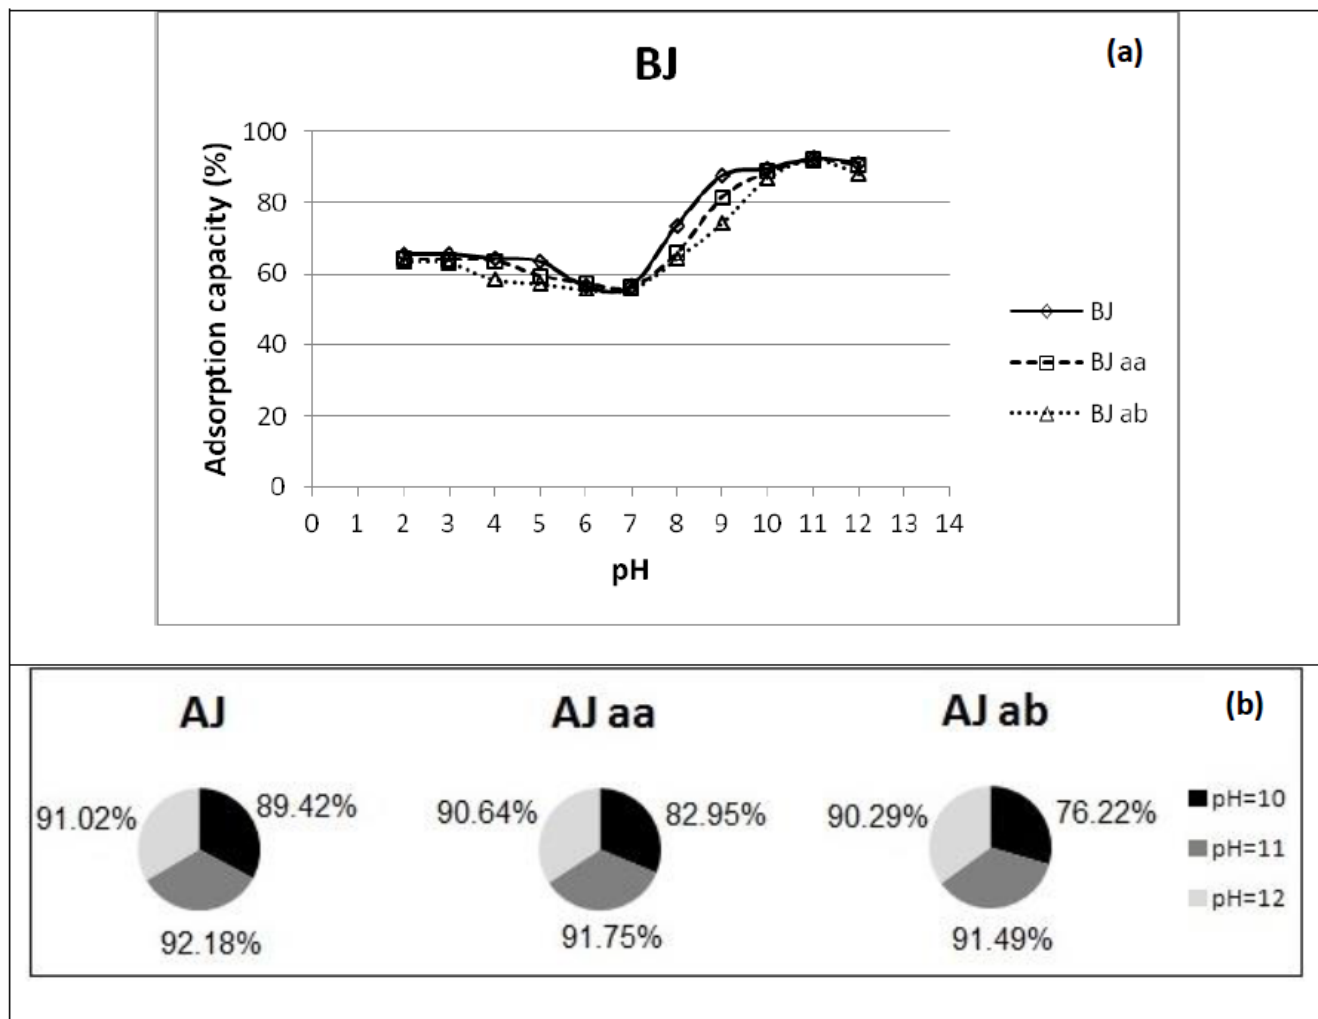 BJ
(a)
Adsorption capacity (%)
100
80
60
40
20
0
0 1 2 3 4 5 6 7 8 9 10 11 12 13 14
pH
BJ
BJ aa
BJ ab
(b)
AJ
91.02%
89.42%
92.18%
AJ aa
90.64%
82.95%
91.75%
AJ ab
90.29%
76.22%
91.49%
pH=10
pH=11
pH=12